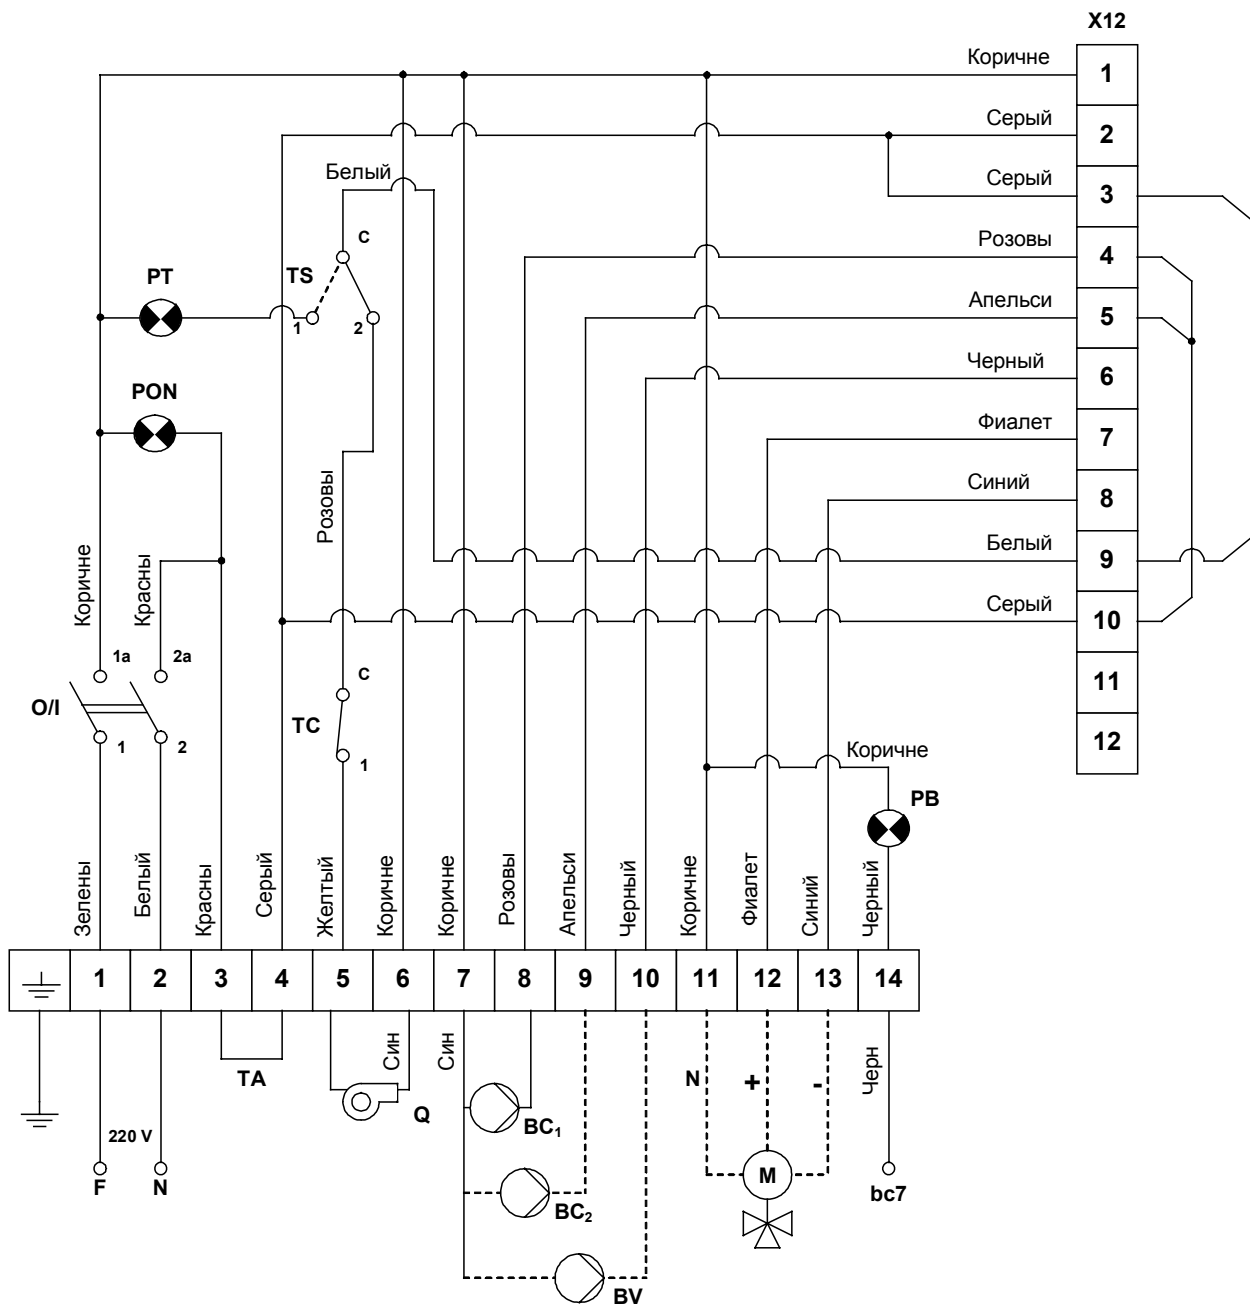 X12
Коричне
1
Серый
2
Белый
Серый
3
C
Розовы
4
PT
TS
Апельси
5
1
2
Черный
6
PON
Фиалет
7
Розовы
Синий
8
Коричне
Красны
Белый
9
Серый
10
1a
2a
C
11
O/I
TC
1
2
1
12
Коричне
PB
Зелены
Белый
Красны
Серый
Желтый
Коричне
Коричне
Розовы
Апельси
Черный
Коричне
Фиалет
Синий
Черный
1 2 3 4 5 6 7 8 9 10 11 12 13 14
Син
Син
Черн
TA
N
+
-
Q
BC1
220 V
F
N
M
bc7
BC2
BV